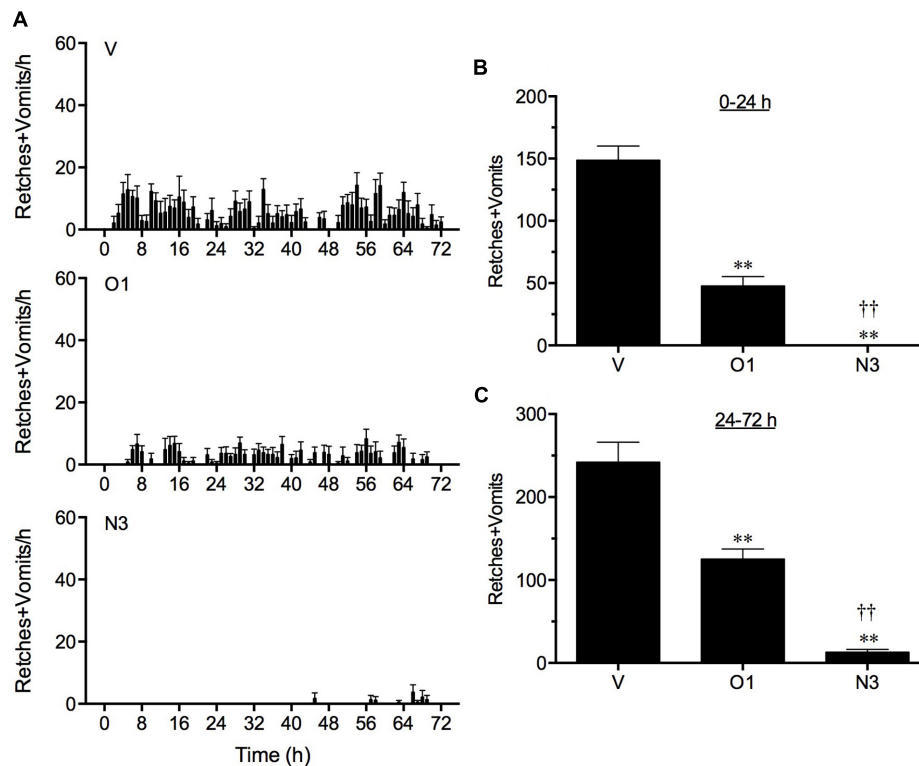 A
60
40
20
0
V
Retches+Vomits/h
0 8 16 24 32 40 48 56 64 72
60
40
20
0
O1
Retches+Vomits/h
0 8 16 24 32 40 48 56 64 72
60
40
20
0
N3
Retches+Vomits/h
0 8 16 24 32 40 48 56 64 72
Time (h)
B
200
150
100
50
0
Retches+Vomits
0-24 h
**
††
**
V O1 N3
C
300
200
100
0
Retches+Vomits
24-72 h
**
††
**
V O1 N3